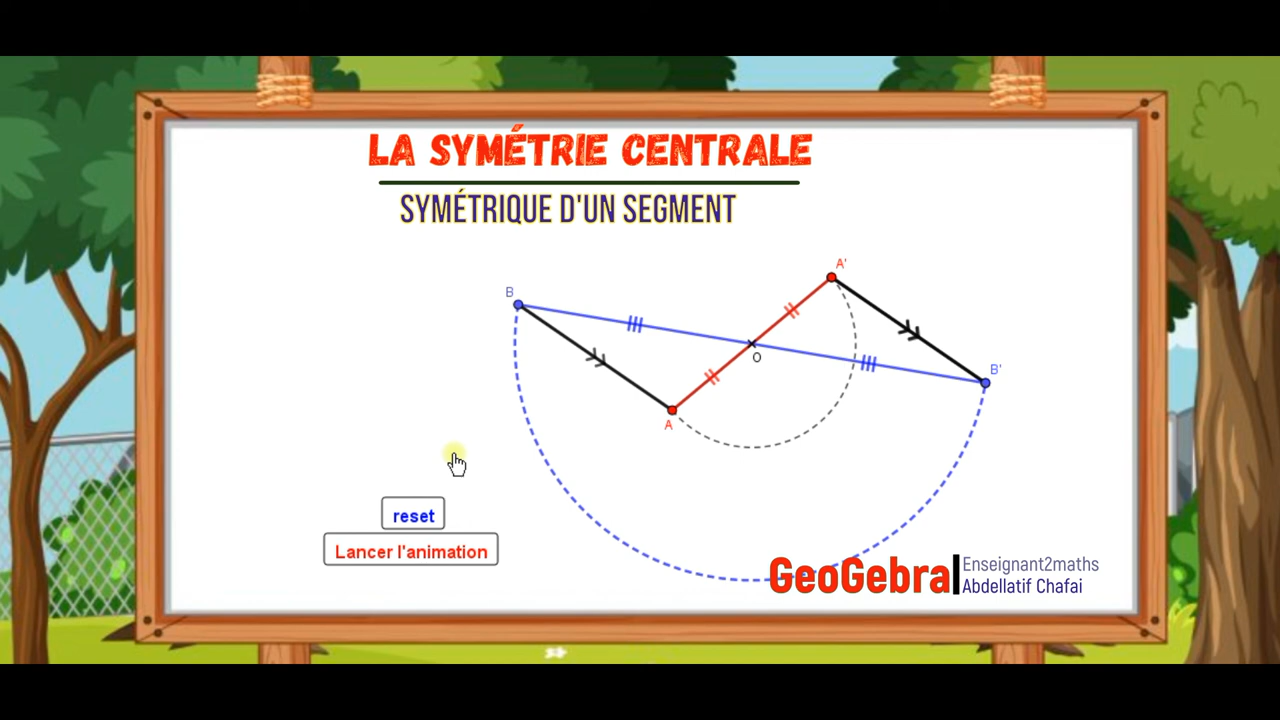 LA SYMÉTRIE CENTRALE
SYMÉTRIQUE D'UN SEGMENT
A'
B
O
B'
A
reset
Lancer l'animation
GeoGebra
Enseignant2maths
Abdellatif Chafai